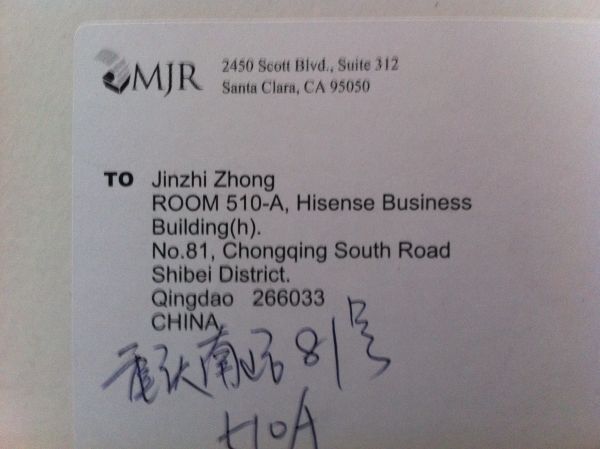 MJR
2450 Scott Blvd., Suite 312
Santa Clara, CA 95050
TO Jinzhi Zhong
ROOM 510-A, Hisense Business
Building(h).
No.81, Chongqing South Road
Shibei District.
Qingdao 266033
CHINA
重庆南路81号
510A